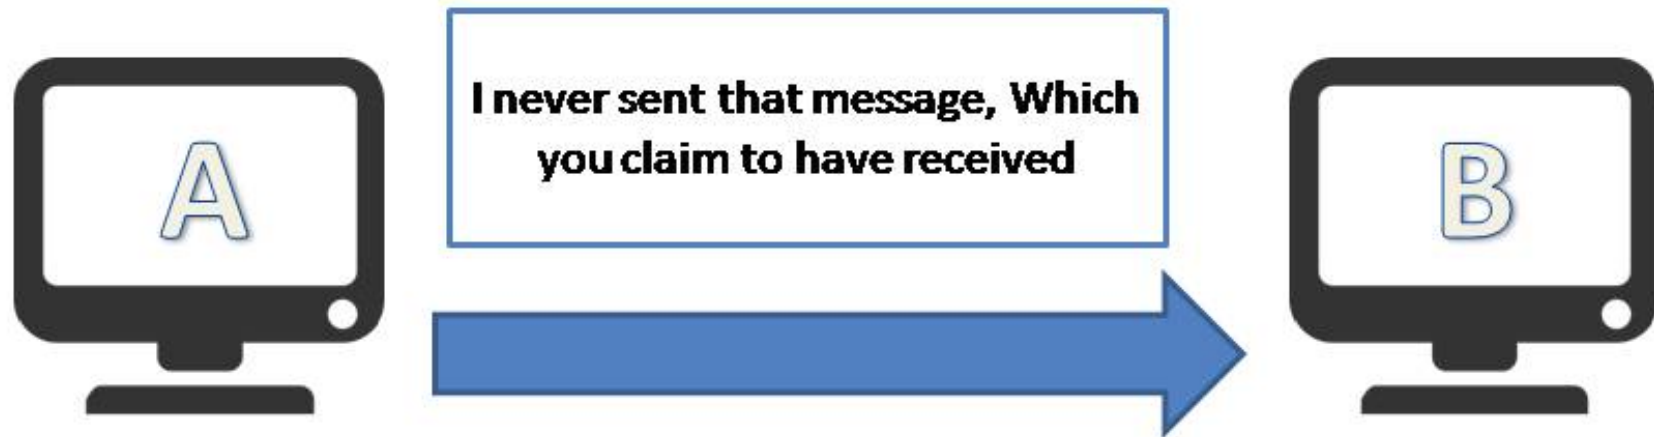 A
I never sent that message, Which
you claim to have received
B